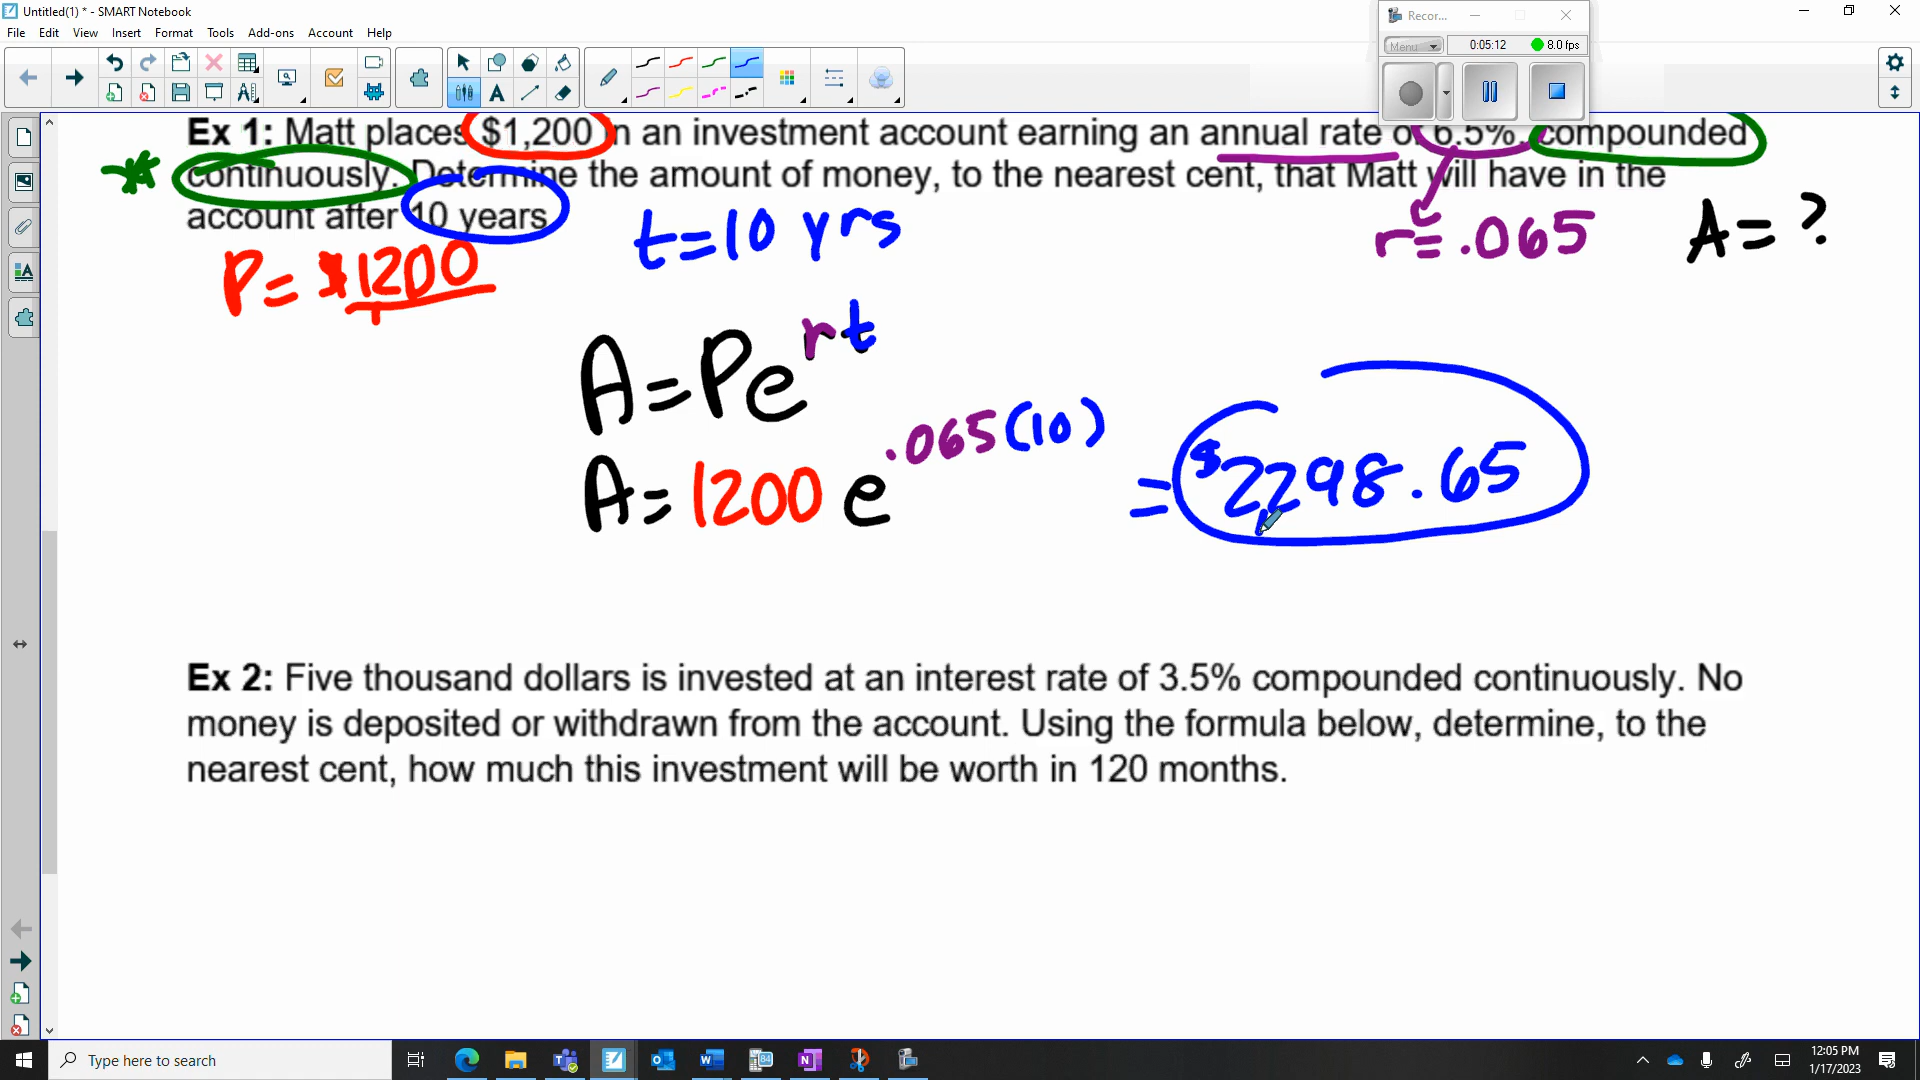 Untitled(1) * - SMART Notebook
File Edit View Insert Format Tools Add-ons Account Help
Recor...
Menu 0:05:12 8.0 fps
Ex 1: Matt places $1,200 in an investment account earning an annual rate of 6.5%, compounded
continuously. Determine the amount of money, to the nearest cent, that Matt will have in the
account after 10 years
t=10 yrs
r=.065
A=?
P=$1200
A=Pe^rt
A=1200 e^.065(10) = $2298.65
Ex 2: Five thousand dollars is invested at an interest rate of 3.5% compounded continuously. No
money is deposited or withdrawn from the account. Using the formula below, determine, to the
nearest cent, how much this investment will be worth in 120 months.
Type here to search
12:05 PM
1/17/2023